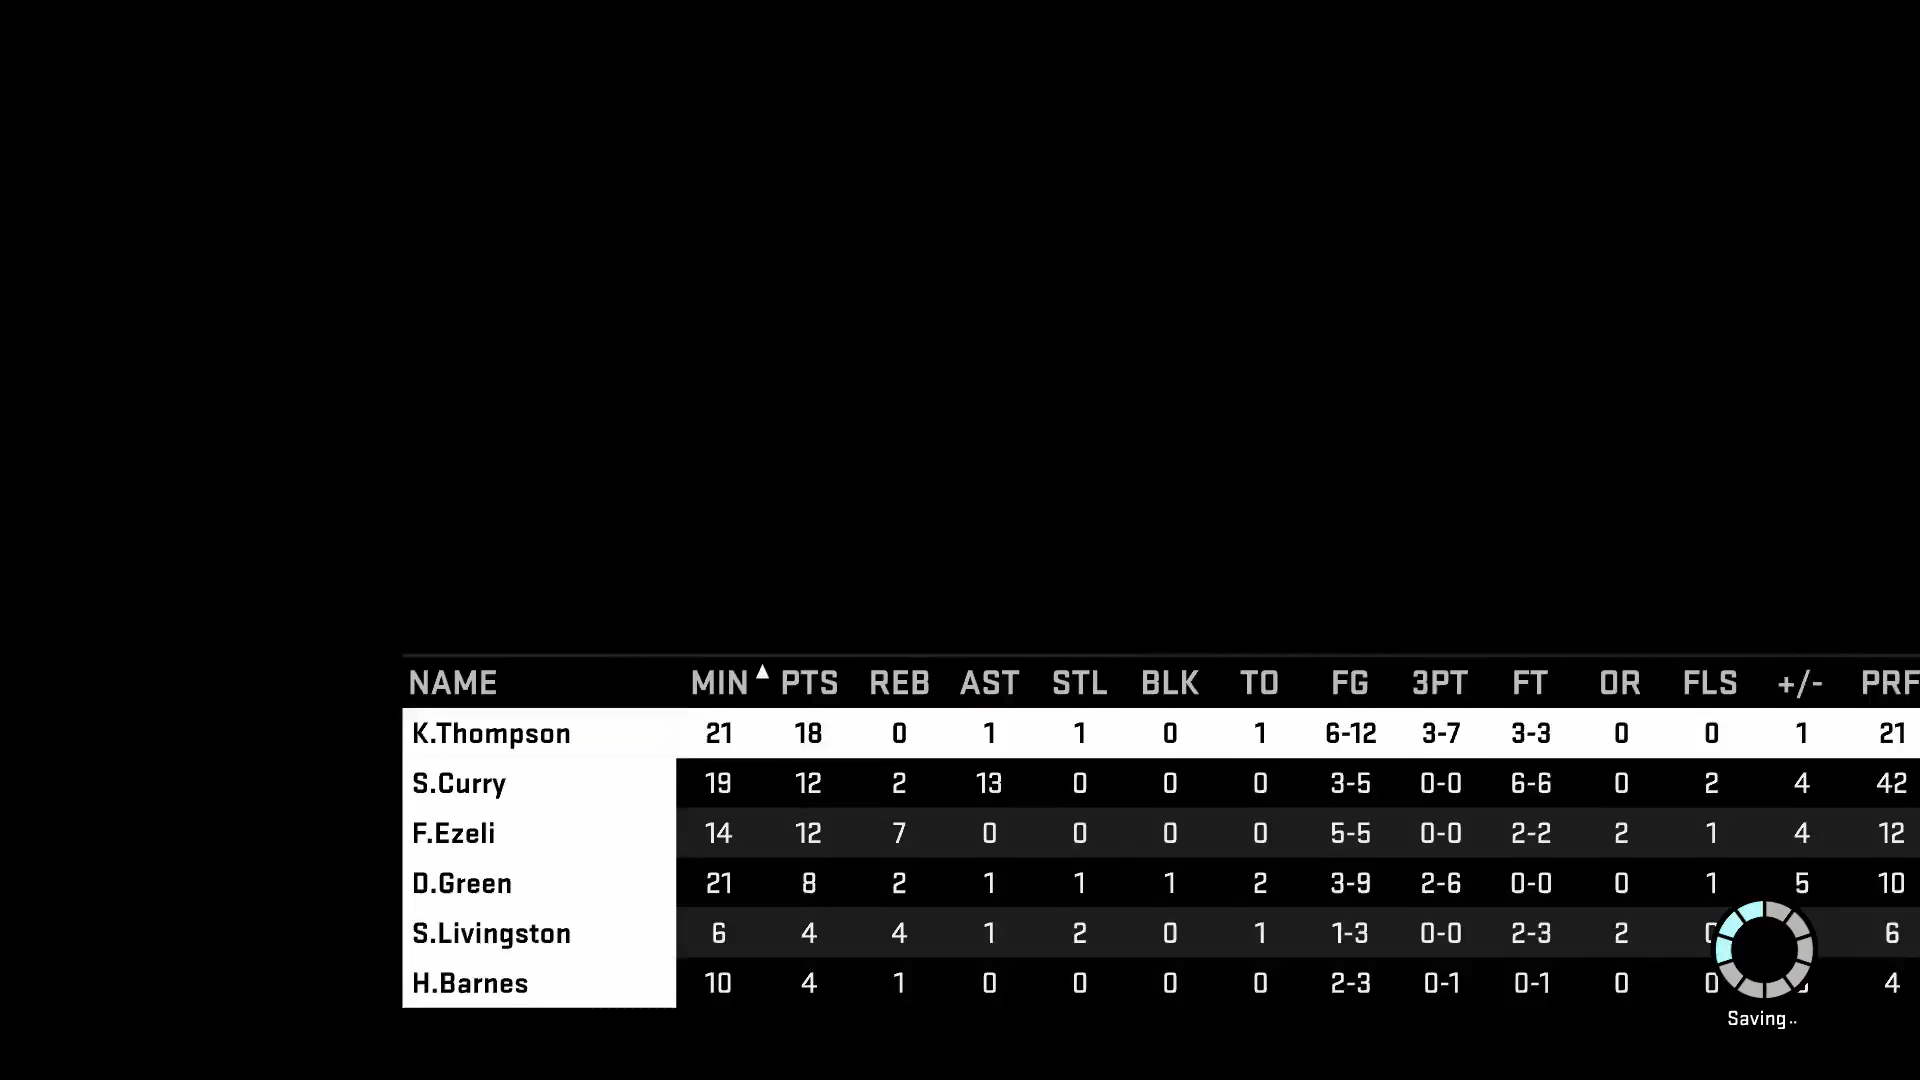 NAME MIN ▲ PTS REB AST STL BLK TO FG 3PT FT OR FLS +/- PRF
K.Thompson 21 18 0 1 1 0 1 6-12 3-7 3-3 0 0 1 21
S.Curry 19 12 2 13 0 0 0 3-5 0-0 6-6 0 2 4 42
F.Ezeli 14 12 7 0 0 0 0 5-5 0-0 2-2 2 1 4 12
D.Green 21 8 2 1 1 1 2 3-9 2-6 0-0 0 1 5 10
S.Livingston 6 4 4 1 2 0 1 1-3 0-0 2-3 2 0 6
H.Barnes 10 4 1 0 0 0 0 2-3 0-1 0-1 0 0 4
Saving..